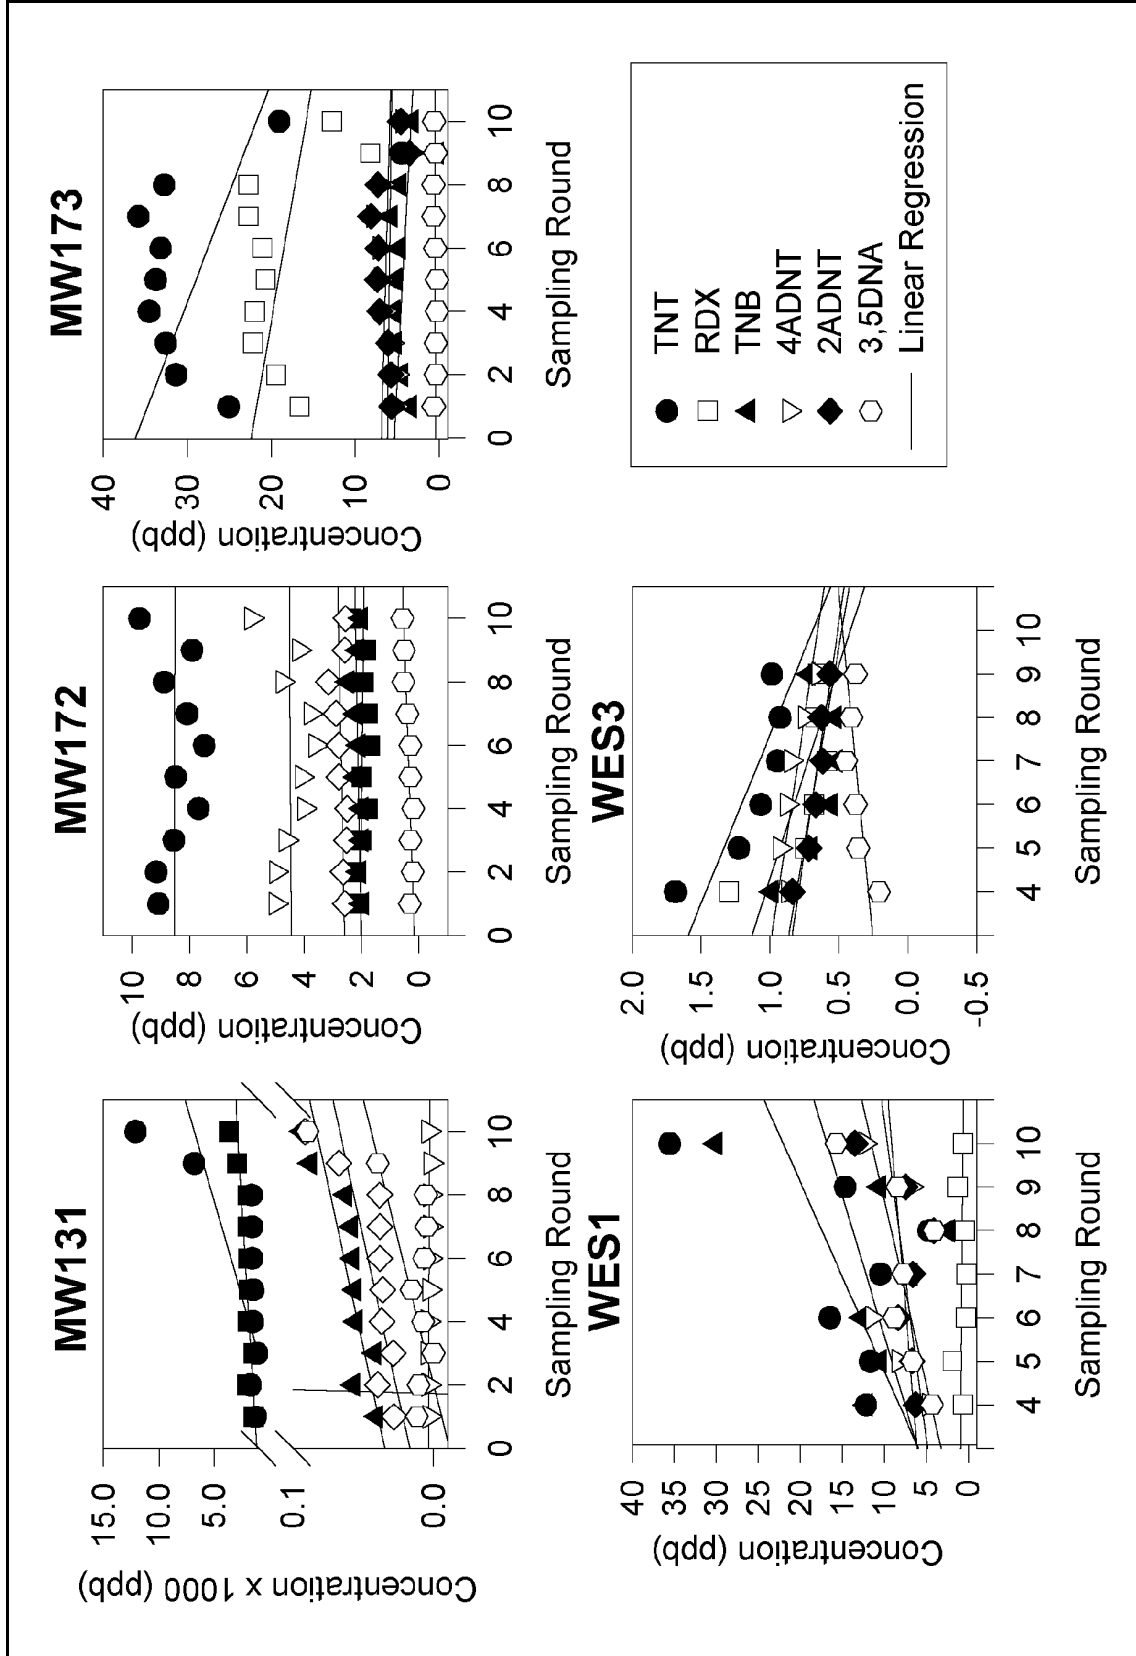 MW131
Concentration x 1000 (ppb)
15.0
10.0
5.0
0.1
0.0
0 2 4 6 8 10
Sampling Round
MW172
Concentration (ppb)
10
8
6
4
2
0
0 2 4 6 8 10
Sampling Round
MW173
Concentration (ppb)
40
30
20
10
0
0 2 4 6 8 10
Sampling Round
WES1
Concentration (ppb)
40
35
30
25
20
15
10
5
0
4 5 6 7 8 9 10
Sampling Round
WES3
Concentration (ppb)
2.0
1.5
1.0
0.5
0.0
-0.5
4 5 6 7 8 9 10
Sampling Round
TNT
RDX
TNB
4ADNT
2ADNT
3,5DNA
Linear Regression